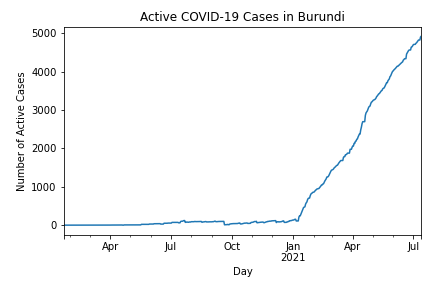 Active COVID-19 Cases in Burundi
Number of Active Cases
5000
4000
3000
2000
1000
0
Apr Jul Oct Jan Apr Jul
2021
Day